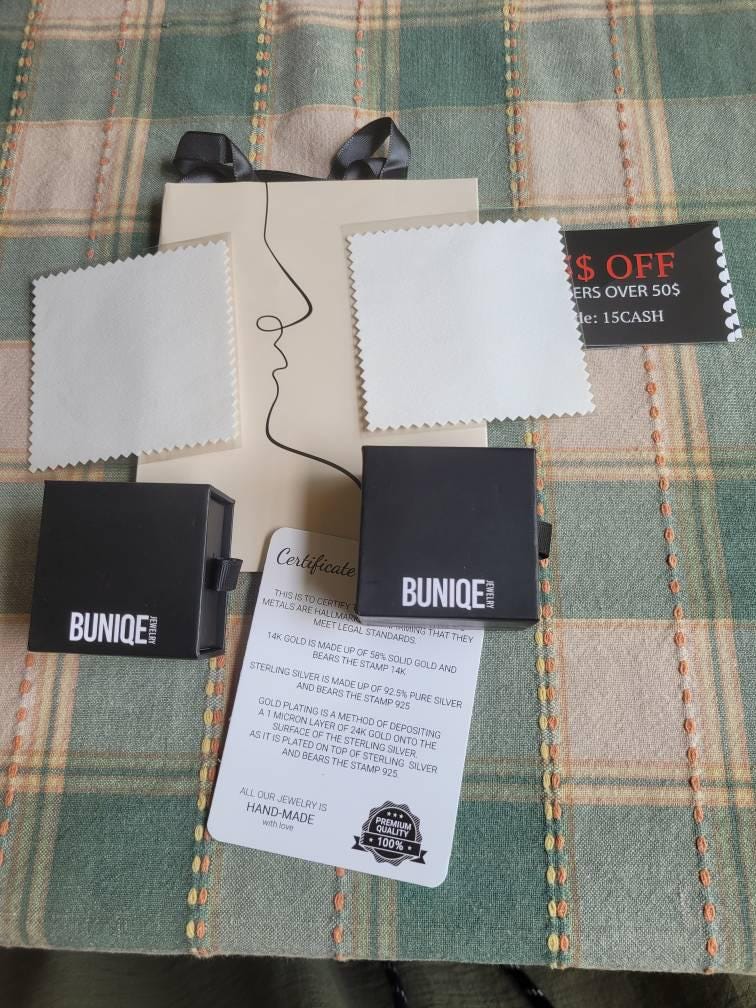 $ OFF
ERS OVER 50$
de: 15CASH
BUNIQE
JEWELRY
BUNIQE
JEWELRY
Certificate
THIS IS TO CERTIFY
METALS ARE HALLMARK FIRMING THAT THEY
MEET LEGAL STANDARDS.
14K GOLD IS MADE UP OF 58% SOLID GOLD AND
BEARS THE STAMP 14K
STERLING SILVER IS MADE UP OF 92.5% PURE SILVER
AND BEARS THE STAMP 925
GOLD PLATING IS A METHOD OF DEPOSITING
A 1 MICRON LAYER OF 24K GOLD ONTO THE
SURFACE OF THE STERLING SILVER.
AS IT IS PLATED ON TOP OF STERLING SILVER
AND BEARS THE STAMP 925.
ALL OUR JEWELRY IS
HAND-MADE
with love
PREMIUM
QUALITY
100%